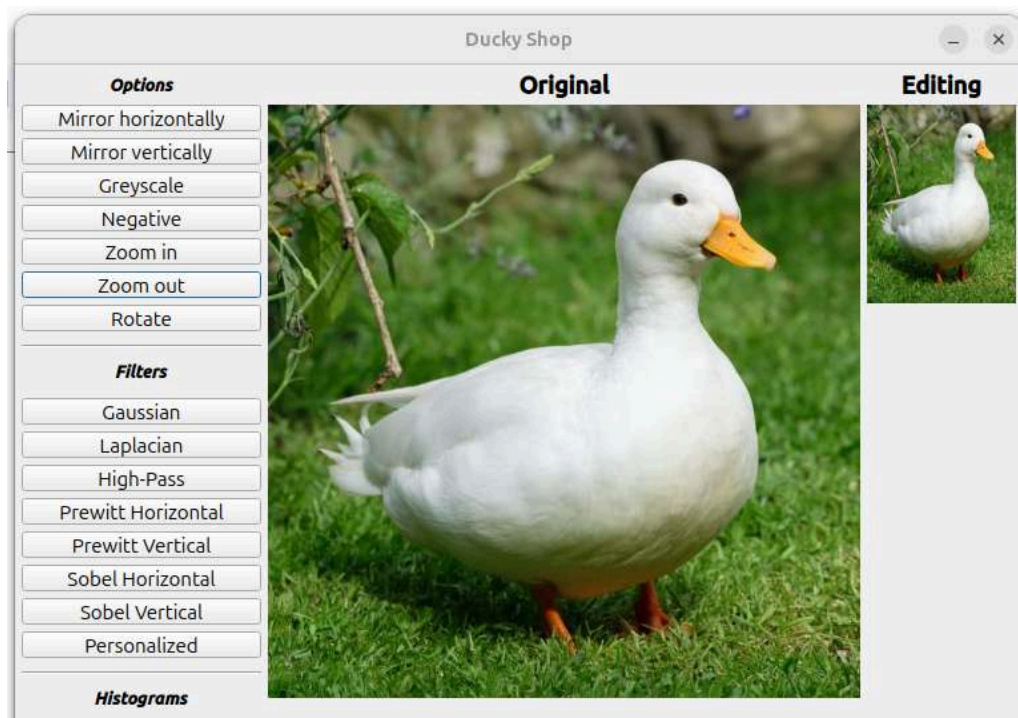 Ducky Shop
Options
Mirror horizontally
Mirror vertically
Greyscale
Negative
Zoom in
Zoom out
Rotate
Filters
Gaussian
Laplacian
High-Pass
Prewitt Horizontal
Prewitt Vertical
Sobel Horizontal
Sobel Vertical
Personalized
Histograms
Original
Editing